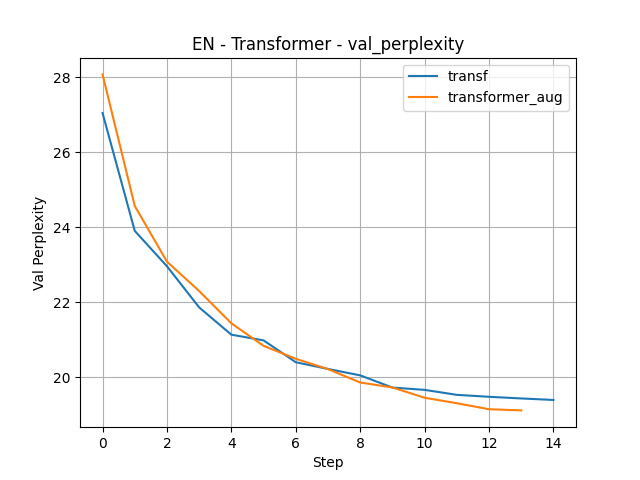 EN - Transformer - val_perplexity
transf
transformer_aug
Val Perplexity
28
26
24
22
20
0 2 4 6 8 10 12 14
Step